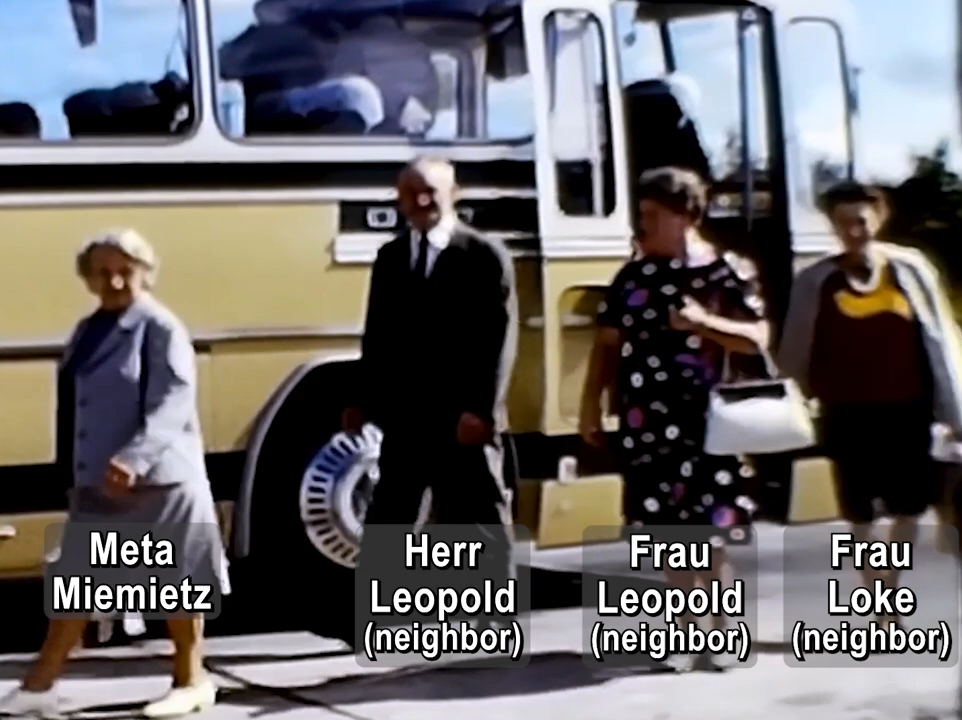 Meta
Miemietz
Herr
Leopold
(neighbor)
Frau
Leopold
(neighbor)
Frau
Loke
(neighbor)